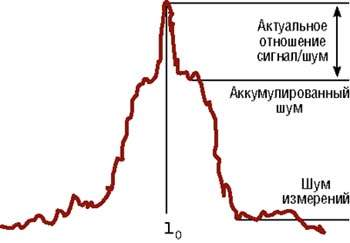 Актуальное
отношение
сигнал/шум
Аккумулированный
шум
Шум
измерений
l₀